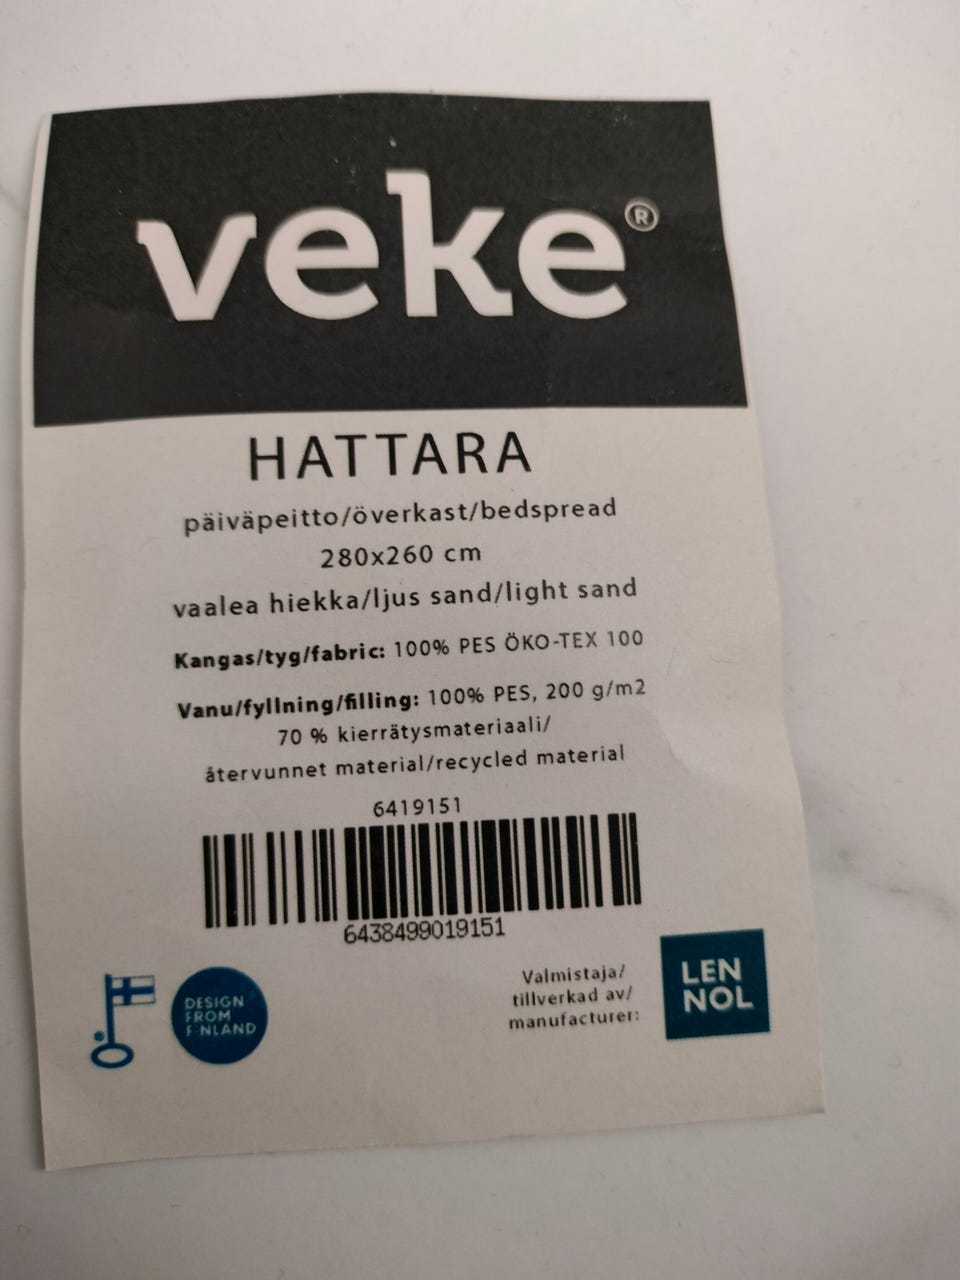 veke®
HATTARA
päiväpeitto/överkast/bedspread
280x260 cm
vaalea hiekka/ljus sand/light sand
Kangas/tyg/fabric: 100% PES ÖKO-TEX 100
Vanu/fyllning/filling: 100% PES, 200 g/m2
70 % kierrätysmateriaali/
återvunnet material/recycled material
6419151
6438499019151
DESIGN
FROM
FINLAND
Valmistaja/
tillverkad av/
manufacturer:
LEN
NOL